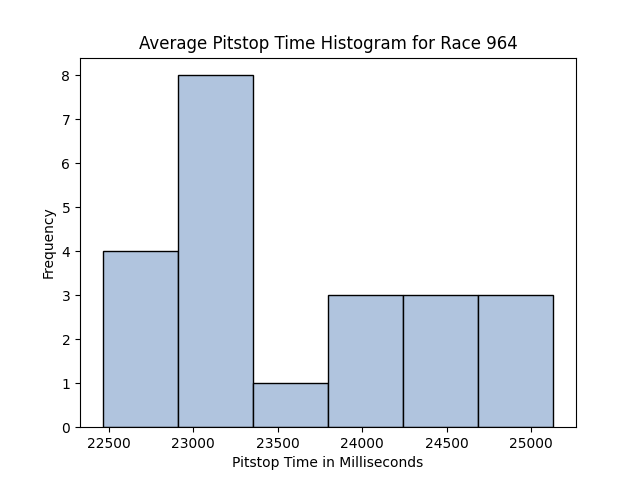 Average Pitstop Time Histogram for Race 964
8
7
6
5
4
3
2
1
0
Frequency
22500 23000 23500 24000 24500 25000
Pitstop Time in Milliseconds